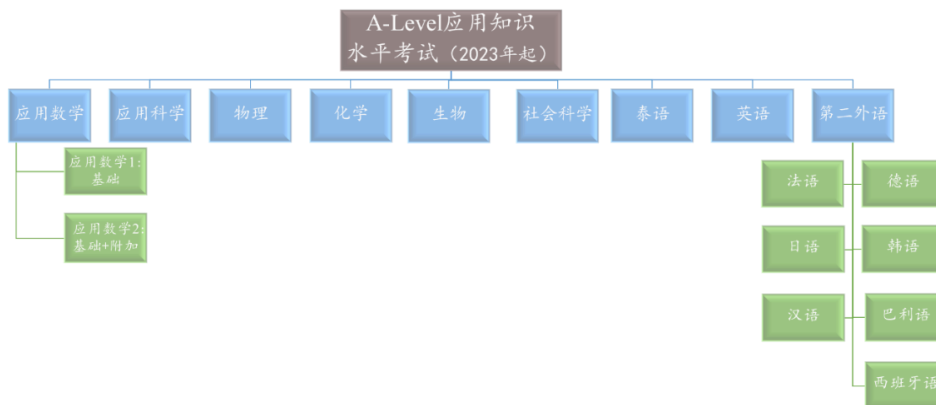 A-Level应用知识
水平考试（2023年起）
应用数学
应用科学
物理
化学
生物
社会科学
泰语
英语
第二外语
应用数学1:
基础
应用数学2:
基础+附加
法语
德语
日语
韩语
汉语
巴利语
西班牙语